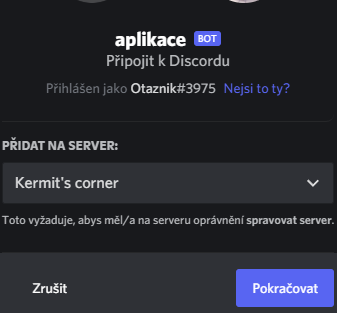 aplikace BOT
Připojit k Discordu
Přihlášen jako Otaznik#3975 Nejsi to ty?
PŘIDAT NA SERVER:
Kermit's corner
Toto vyžaduje, abys měl/a na serveru oprávnění spravovat server.
Zrušit Pokračovat